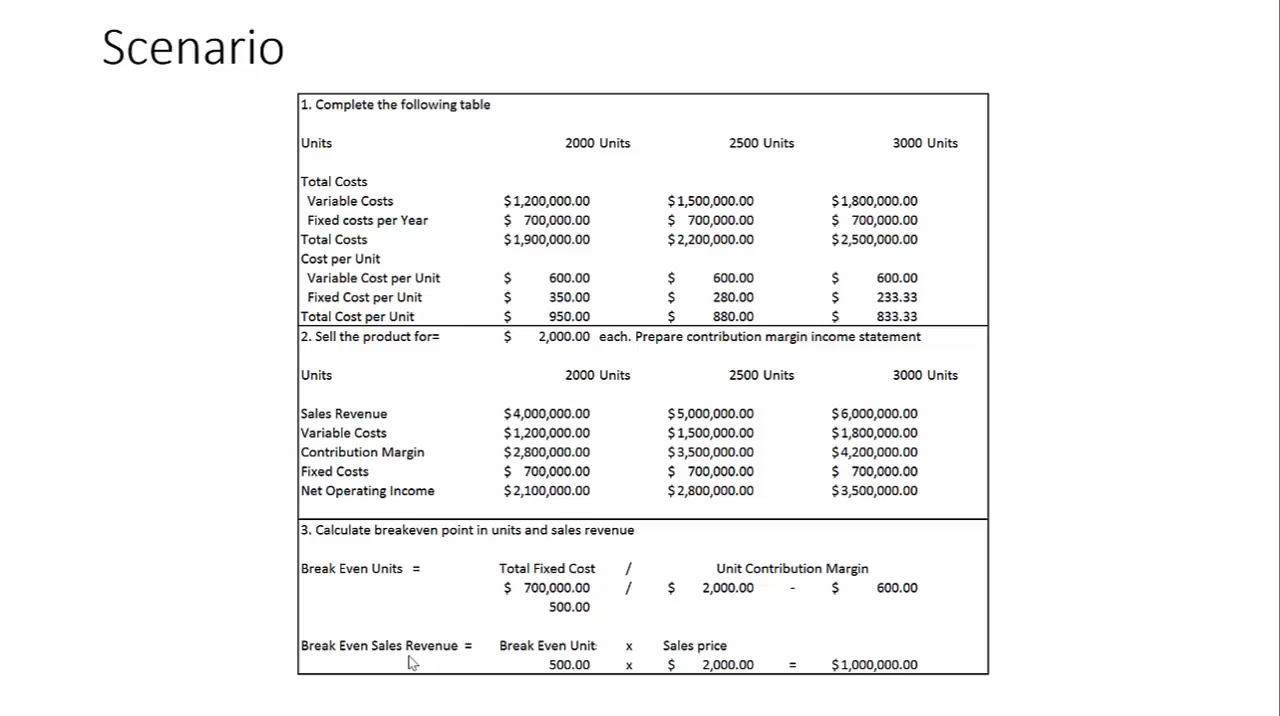 Scenario
1. Complete the following table
Units 2000 Units 2500 Units 3000 Units
Total Costs
Variable Costs $1,200,000.00 $1,500,000.00 $1,800,000.00
Fixed costs per Year $ 700,000.00 $ 700,000.00 $ 700,000.00
Total Costs $1,900,000.00 $2,200,000.00 $2,500,000.00
Cost per Unit
Variable Cost per Unit $ 600.00 $ 600.00 $ 600.00
Fixed Cost per Unit $ 350.00 $ 280.00 $ 233.33
Total Cost per Unit $ 950.00 $ 880.00 $ 833.33
2. Sell the product for= $ 2,000.00 each. Prepare contribution margin income statement
Units 2000 Units 2500 Units 3000 Units
Sales Revenue $4,000,000.00 $5,000,000.00 $6,000,000.00
Variable Costs $1,200,000.00 $1,500,000.00 $1,800,000.00
Contribution Margin $2,800,000.00 $3,500,000.00 $4,200,000.00
Fixed Costs $ 700,000.00 $ 700,000.00 $ 700,000.00
Net Operating Income $2,100,000.00 $2,800,000.00 $3,500,000.00
3. Calculate breakeven point in units and sales revenue
Break Even Units = Total Fixed Cost / Unit Contribution Margin
$ 700,000.00 / $ 2,000.00 - $ 600.00
500.00
Break Even Sales Revenue = Break Even Unit x Sales price
500.00 x $ 2,000.00 = $1,000,000.00